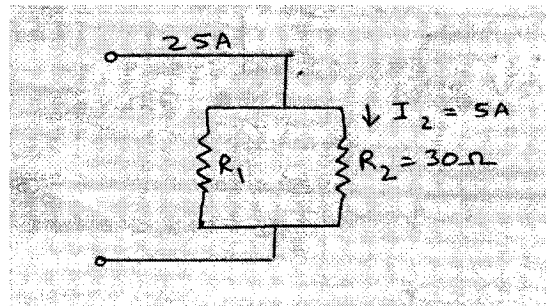 25A
↓ I₂ = 5A
R₁
R₂ = 30Ω